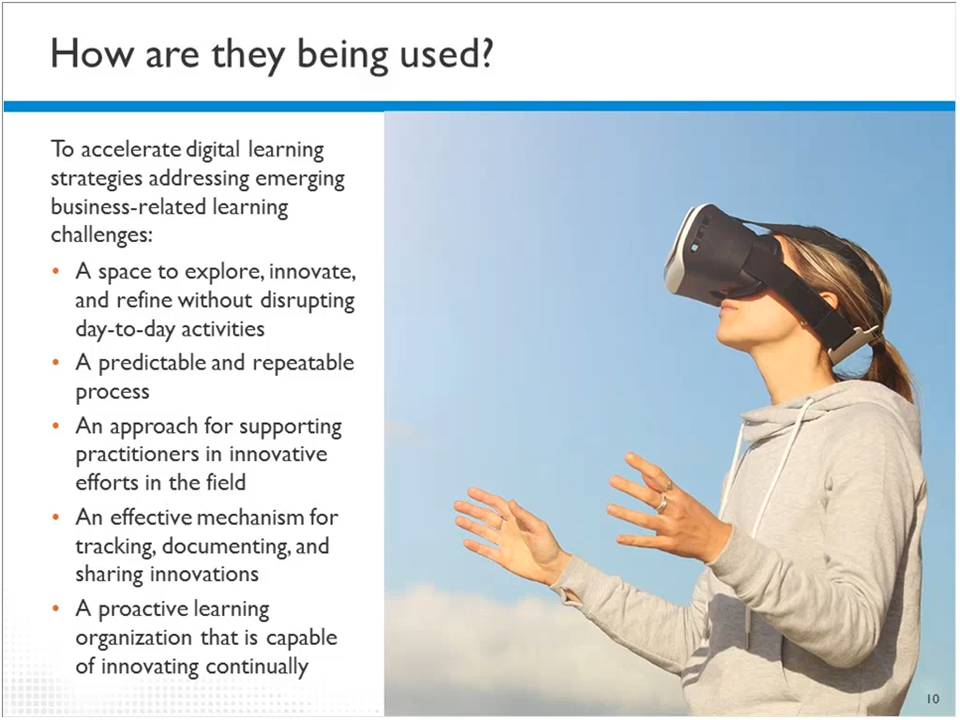 How are they being used?
To accelerate digital learning
strategies addressing emerging
business-related learning
challenges:
• A space to explore, innovate,
and refine without disrupting
day-to-day activities
• A predictable and repeatable
process
• An approach for supporting
practitioners in innovative
efforts in the field
• An effective mechanism for
tracking, documenting, and
sharing innovations
• A proactive learning
organization that is capable
of innovating continually
10